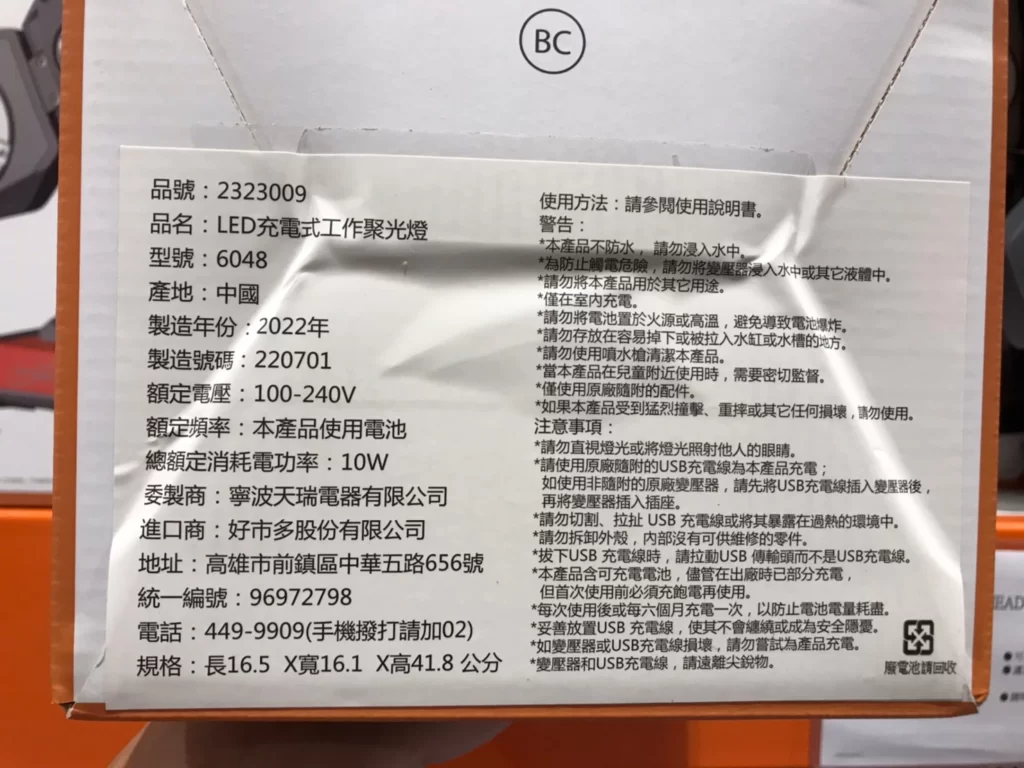 BC
品號：2323009
品名：LED充電式工作聚光燈
型號：6048
產地：中國
製造年份：2022年
製造號碼：220701
額定電壓：100-240V
額定頻率：本產品使用電池
總額定消耗電功率：10W
委製商：寧波天瑞電器有限公司
進口商：好市多股份有限公司
地址：高雄市前鎮區中華五路656號
統一編號：96972798
電話：449-9909(手機撥打請加02)
規格：長16.5 X寬16.1 X高41.8 公分
使用方法：請參閱使用說明書。
警告：
*本產品不防水，請勿浸入水中。
*為防止觸電危險，請勿將變壓器浸入水中或其它液體中。
*請勿將本產品用於其它用途。
*僅在室內充電。
*請勿將電池置於火源或高溫，避免導致電池爆炸。
*請勿存放在容易掉下或被拉入水缸或水槽的地方。
*請勿使用噴水槍清潔本產品。
*當本產品在兒童附近使用時，需要密切監督。
*僅使用原廠隨附的配件。
*如果本產品受到猛烈撞擊、重摔或其它任何損壞，請勿使用。
注意事項：
*請勿直視燈光或將燈光照射他人的眼睛。
*請使用原廠隨附的USB充電線為本產品充電；
如使用非隨附的原廠變壓器，請先將USB充電線插入變壓器後，
再將變壓器插入插座。
*請勿切割、拉扯 USB 充電線或將其暴露在過熱的環境中。
*請勿拆卸外殼，內部沒有可供維修的零件。
*拔下USB 充電線時，請拉動USB 傳輸頭而不是USB充電線。
*本產品含可充電電池，儘管在出廠時已部分充電，
但首次使用前必須充飽電再使用。
*每次使用後或每六個月充電一次，以防止電池電量耗盡。
*妥善放置USB 充電線，使其不會纏繞或成為安全隱憂。
*如變壓器或USB充電線損壞，請勿嘗試為產品充電。
*變壓器和USB充電線，請遠離尖銳物。
廢電池請回收